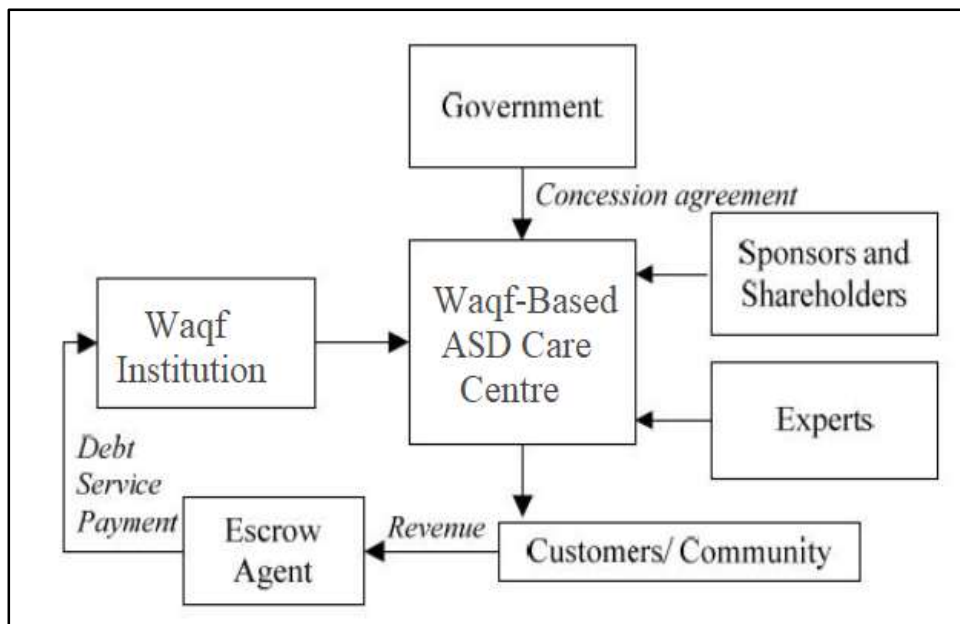 Government
Concession agreement
Sponsors and
Shareholders
Waqf-Based
ASD Care
Centre
Waqf
Institution
Experts
Debt
Service
Payment
Escrow
Agent
Revenue
Customers/ Community